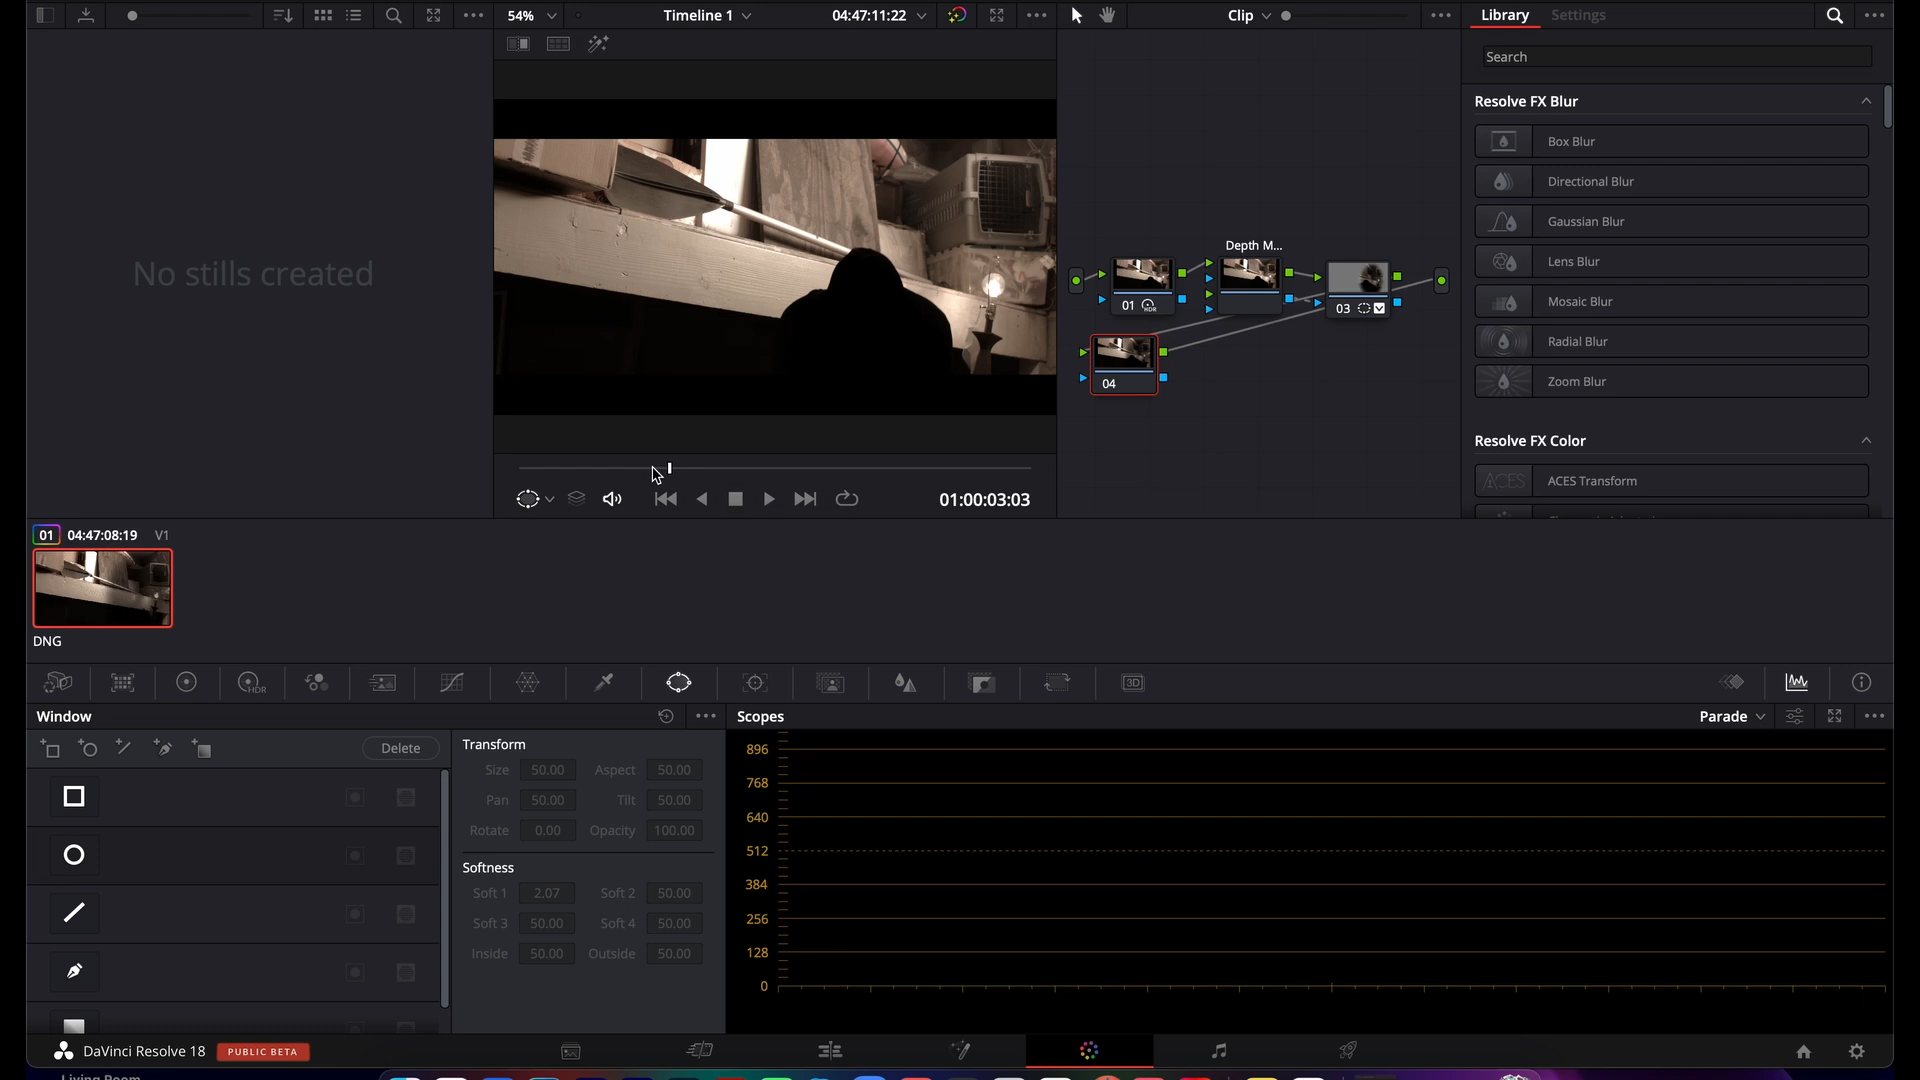 54%
Timeline 1
04:47:11:22
Clip
Library
Settings
Search
Resolve FX Blur
Box Blur
Directional Blur
Gaussian Blur
Lens Blur
Mosaic Blur
Radial Blur
Zoom Blur
Resolve FX Color
ACES
ACES Transform
No stills created
Depth M...
01
HDR
03
04
01:00:03:03
01
04:47:08:19
V1
DNG
HDR
3D
Window
Delete
Transform
Size 50.00 Aspect 50.00
Pan 50.00 Tilt 50.00
Rotate 0.00 Opacity 100.00
Softness
Soft 1 2.07 Soft 2 50.00
Soft 3 50.00 Soft 4 50.00
Inside 50.00 Outside 50.00
Scopes
Parade
896
768
640
512
384
256
128
0
DaVinci Resolve 18
PUBLIC BETA